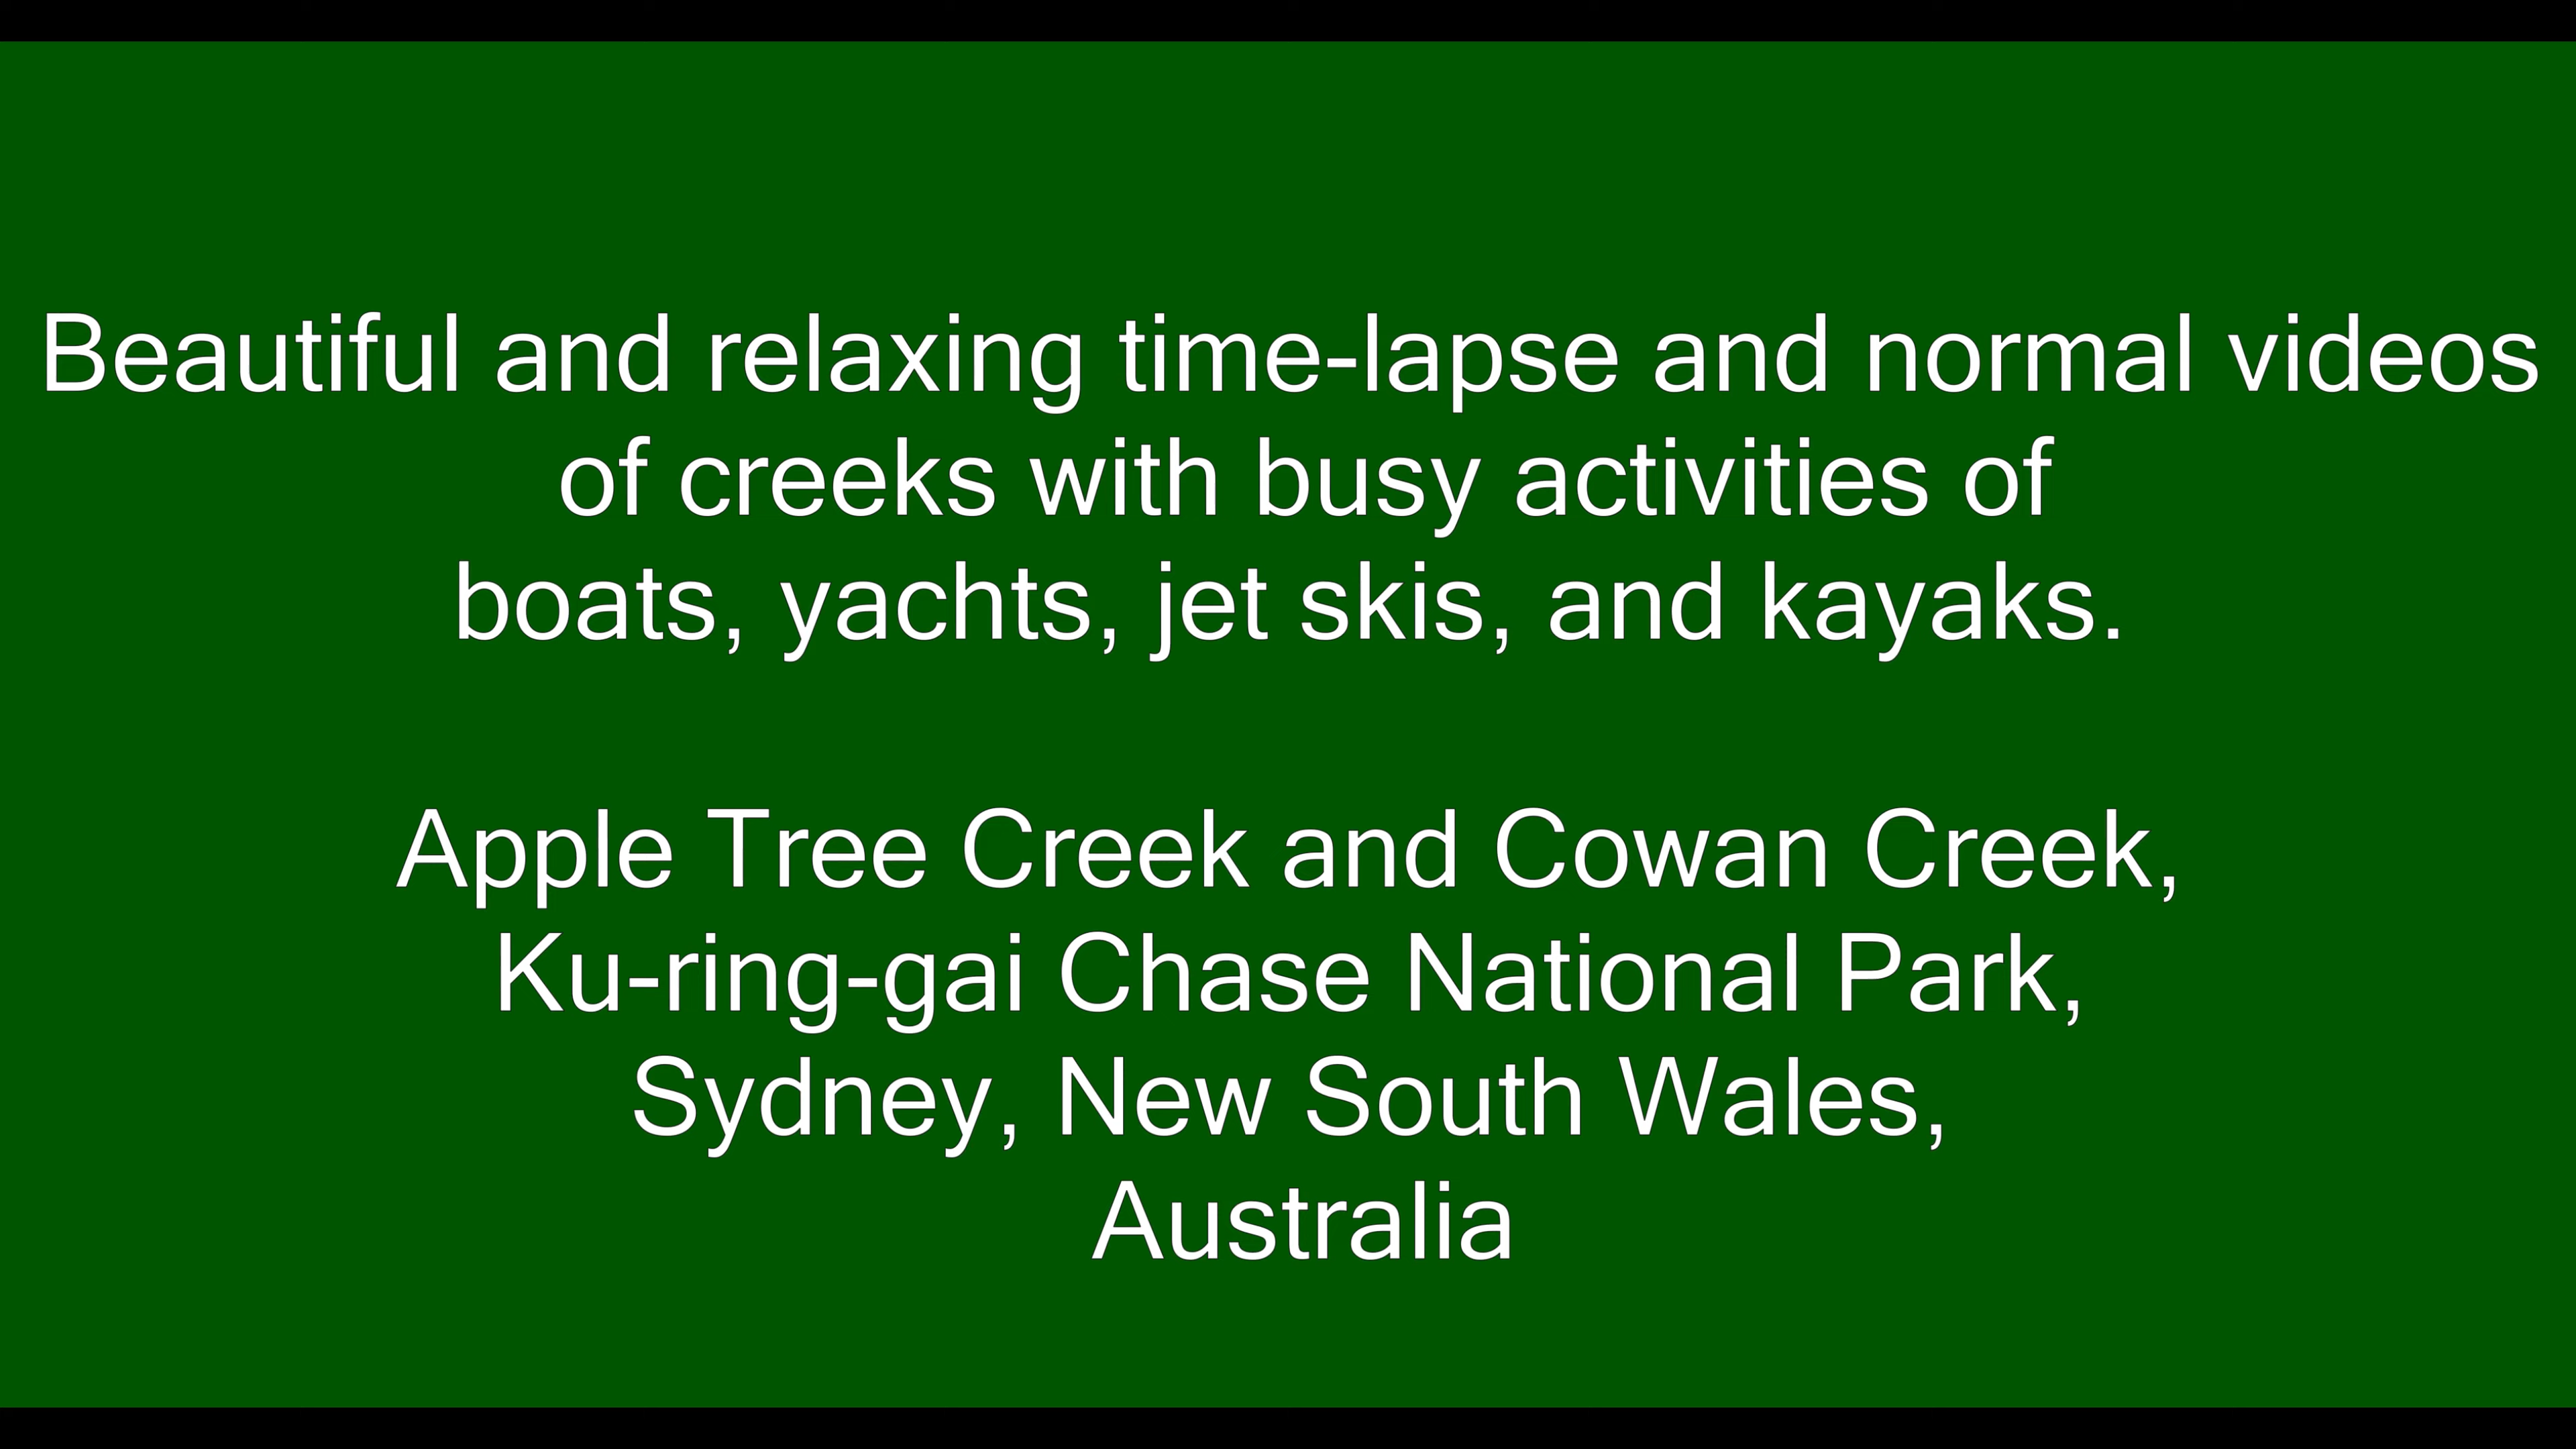 Beautiful and relaxing time-lapse and normal videos
of creeks with busy activities of
boats, yachts, jet skis, and kayaks.
Apple Tree Creek and Cowan Creek,
Ku-ring-gai Chase National Park,
Sydney, New South Wales,
Australia